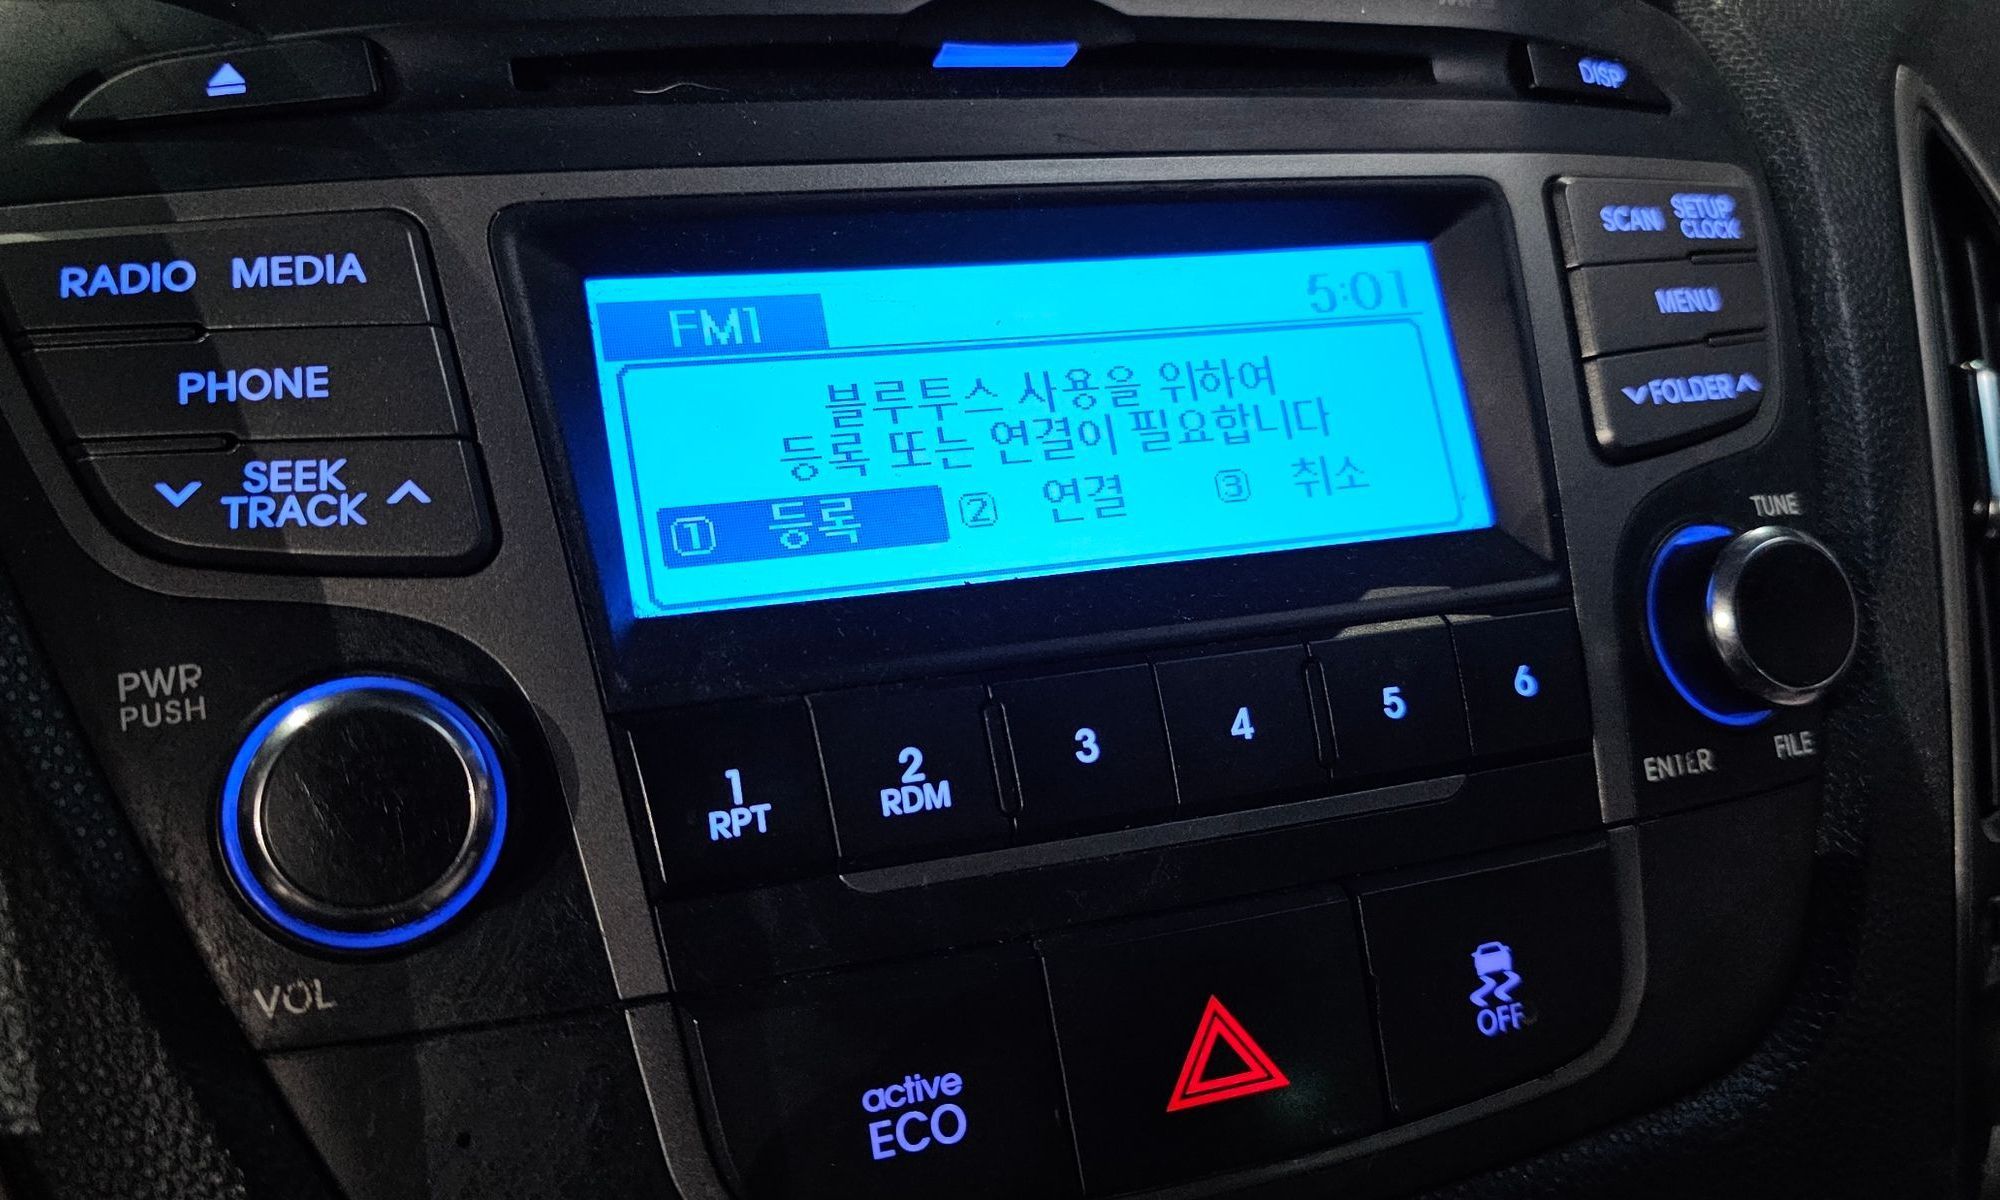 DISP
RADIO MEDIA
PHONE
SEEK
TRACK
FM1 5:01
블루투스 사용을 위하여
등록 또는 연결이 필요합니다
① 등록 ② 연결 ③ 취소
SCAN SETUP
CLOCK
MENU
FOLDER
TUNE
ENTER FILE
PWR
PUSH
VOL
1
RPT
2
RDM
3
4
5
6
active
ECO
OFF